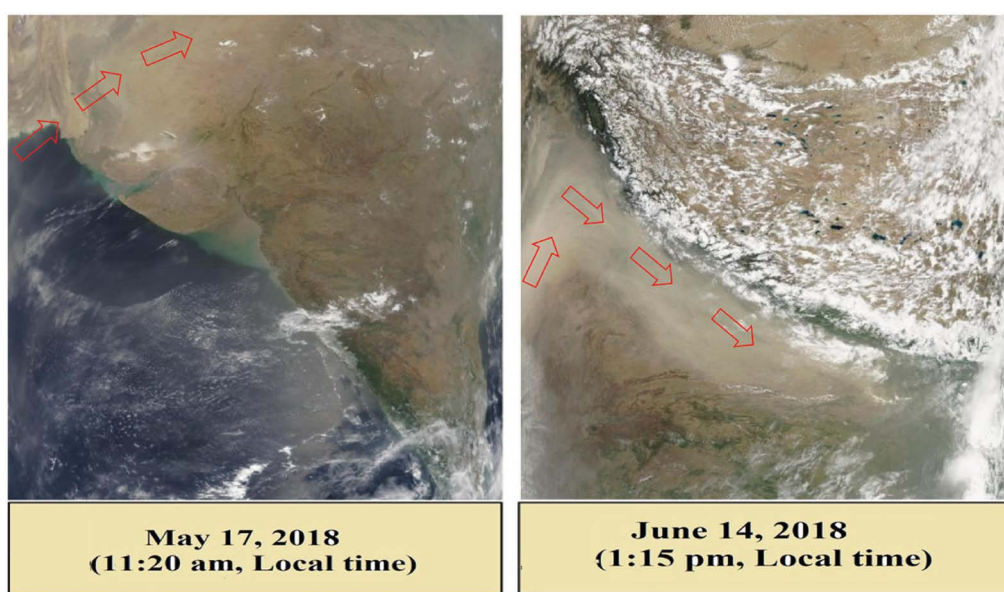 May 17, 2018
(11:20 am, Local time)
June 14, 2018
(1:15 pm, Local time)